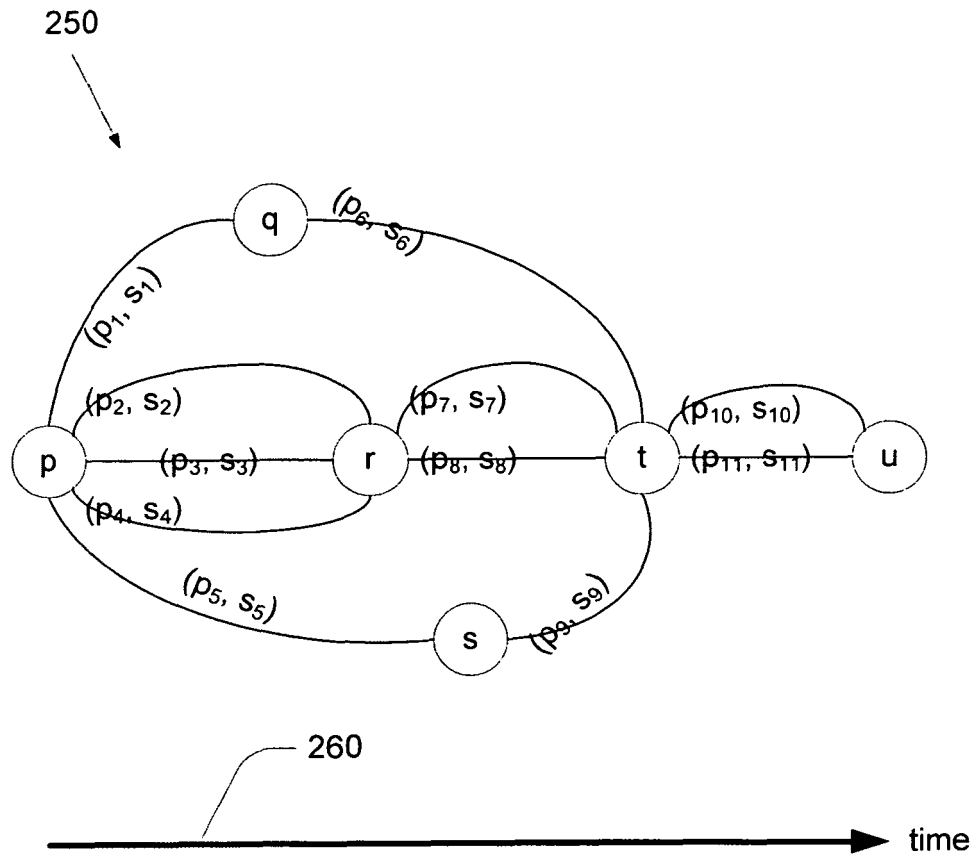 250
q
(p₆, s₆)
(p₁, s₁)
(p₂, s₂)
(p₇, s₇)
(p₁₀, s₁₀)
p
(p₃, s₃)
r
(p₈, s₈)
t
(p₁₁, s₁₁)
u
(p₄, s₄)
(p₅, s₅)
s
(p₉, s₉)
260
time